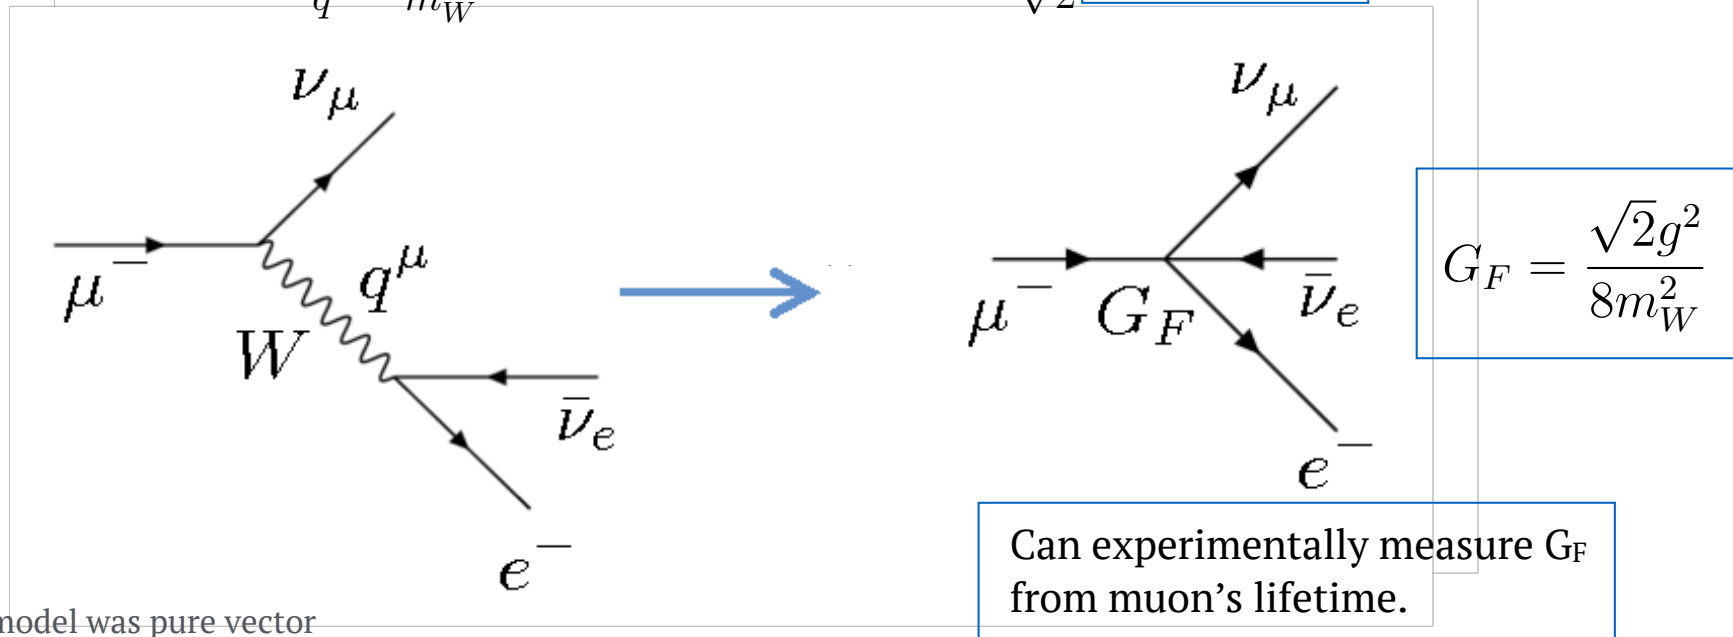 ν_μ
ν_μ
μ⁻
q^μ
W
ν̄_e
e⁻
μ⁻
G_F
ν̄_e
e⁻
G_F = √2g² / 8m_W²
Can experimentally measure G_F
from muon’s lifetime.
model was pure vector